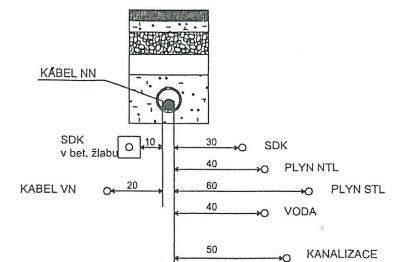 KÁBEL NN
SDK
v bet. žlabu
10
30
SDK
40
PLYN NTL
KABEL VN
20
60
PLYN STL
40
VODA
50
KANALIZACE